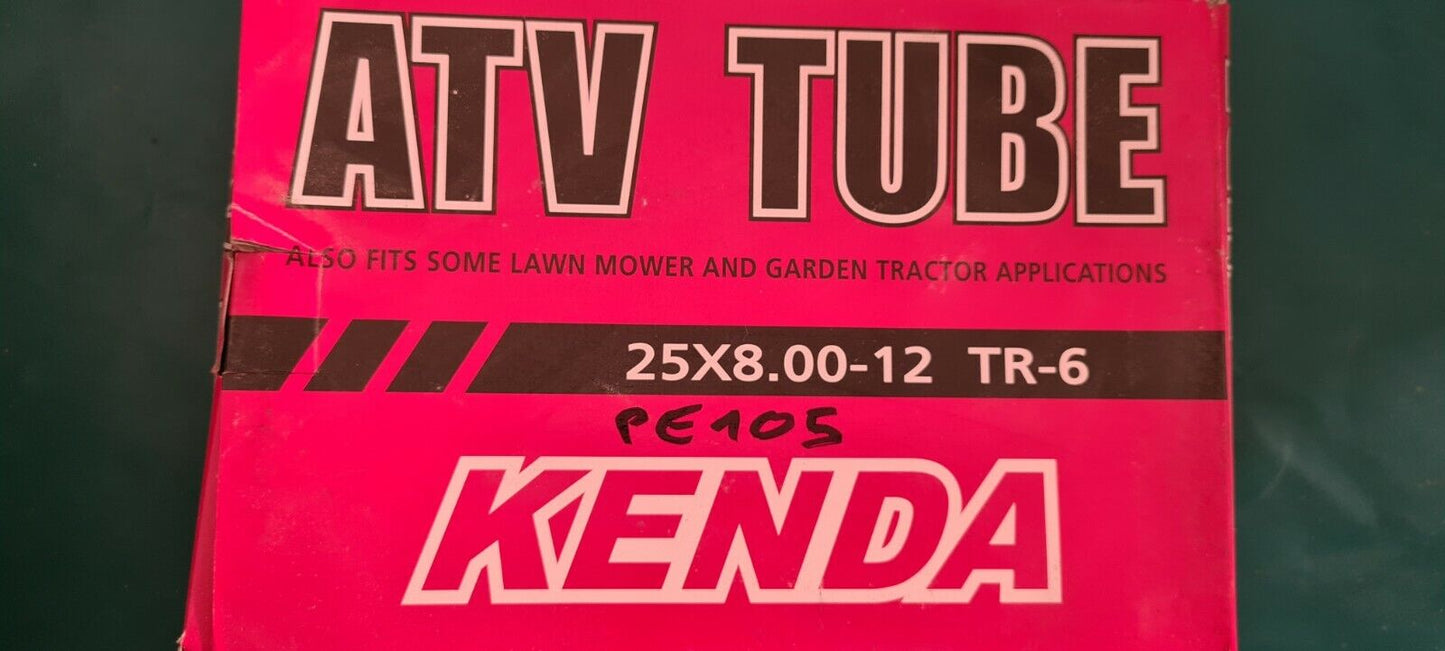 ATV TUBE
ALSO FITS SOME LAWN MOWER AND GARDEN TRACTOR APPLICATIONS
25X8.00-12 TR-6
PE105
KENDA